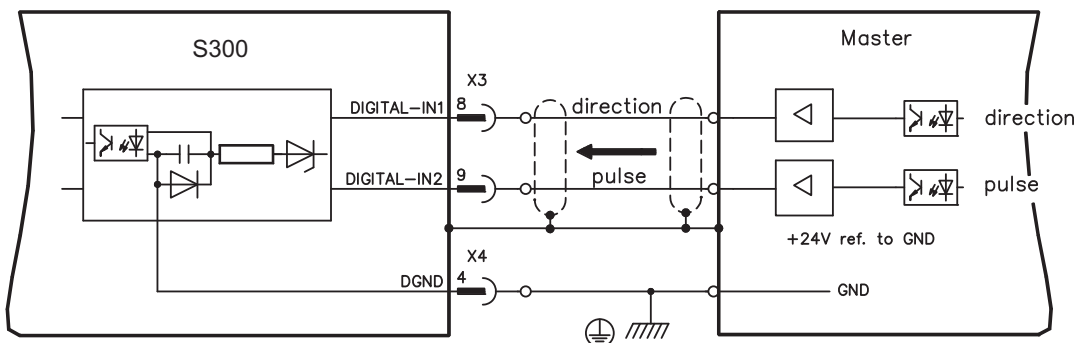 S300
Master
X3
DIGITAL-IN1
8
direction
direction
pulse
DIGITAL-IN2
9
pulse
+24V ref. to GND
X4
DGND
4
GND